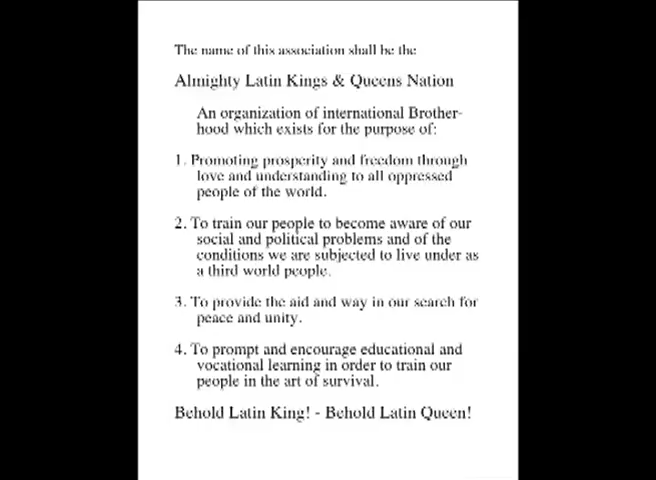 The name of this association shall be the
Almighty Latin Kings & Queens Nation
An organization of international Brother-
hood which exists for the purpose of:
1. Promoting prosperity and freedom through
love and understanding to all oppressed
people of the world.
2. To train our people to become aware of our
social and political problems and of the
conditions we are subjected to live under as
a third world people.
3. To provide the aid and way in our search for
peace and unity.
4. To prompt and encourage educational and
vocational learning in order to train our
people in the art of survival.
Behold Latin King! - Behold Latin Queen!